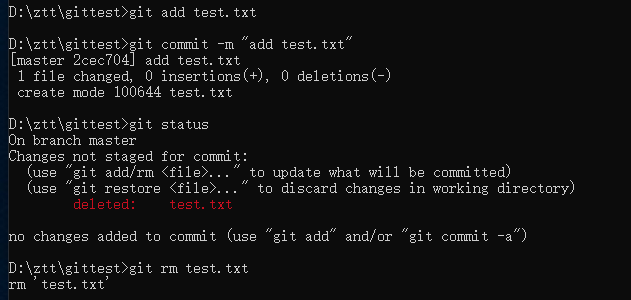 D:\ztt\gittest>git add test.txt
D:\ztt\gittest>git commit -m "add test.txt"
[master 2cec704] add test.txt
1 file changed, 0 insertions(+), 0 deletions(-)
create mode 100644 test.txt
D:\ztt\gittest>git status
On branch master
Changes not staged for commit:
(use "git add/rm <file>..." to update what will be committed)
(use "git restore <file>..." to discard changes in working directory)
deleted: test.txt
no changes added to commit (use "git add" and/or "git commit -a")
D:\ztt\gittest>git rm test.txt
rm 'test.txt'